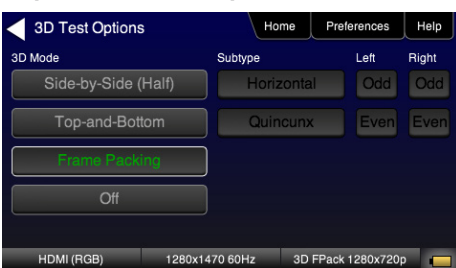 3D Test Options Home Preferences Help
3D Mode Subtype Left Right
Side-by-Side (Half) Horizontal Odd Odd
Top-and-Bottom Quincunx Even Even
Frame Packing
Off
HDMI (RGB) 1280x1470 60Hz 3D FPack 1280x720p